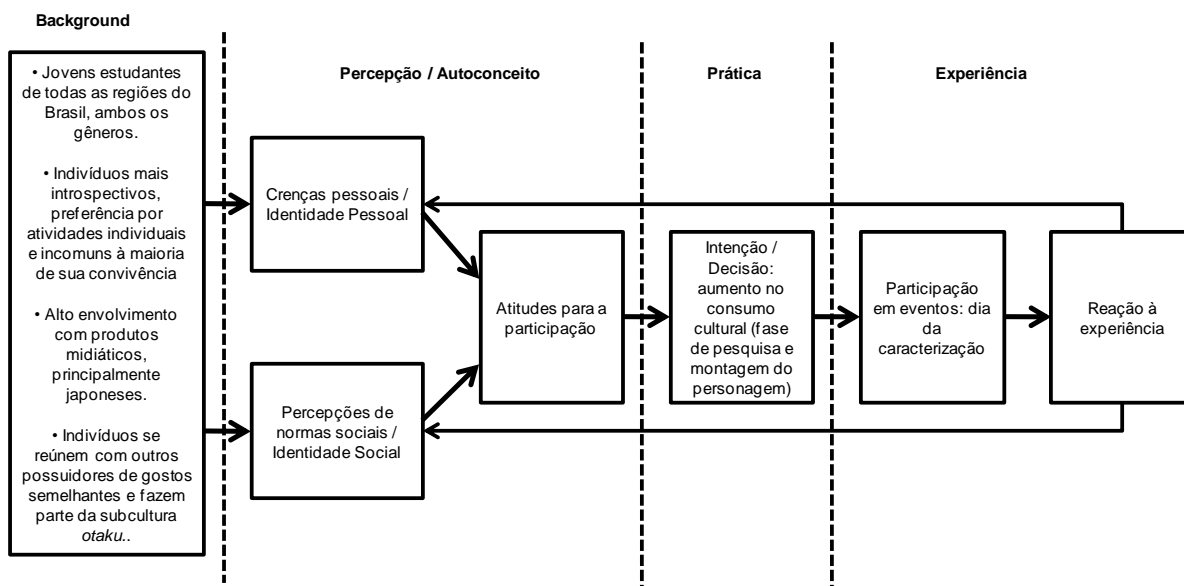 Background
• Jovens estudantes
de todas as regiões do
Brasil, ambos os
gêneros.
• Indivíduos mais
introspectivos,
preferência por
atividades individuais
e incomuns à maioria
de sua convivência
• Alto envolvimento
com produtos
midiáticos,
principalmente
japoneses.
• Indivíduos se
reúnem com outros
possuidores de gostos
semelhantes e fazem
parte da subcultura
otaku..
Percepção / Autoconceito
Crenças pessoais /
Identidade Pessoal
Percepções de
normas sociais /
Identidade Social
Atitudes para a
participação
Prática
Intenção /
Decisão:
aumento no
consumo
cultural (fase
de pesquisa e
montagem do
personagem)
Experiência
Participação
em eventos: dia
da
caracterização
Reação à
experiência